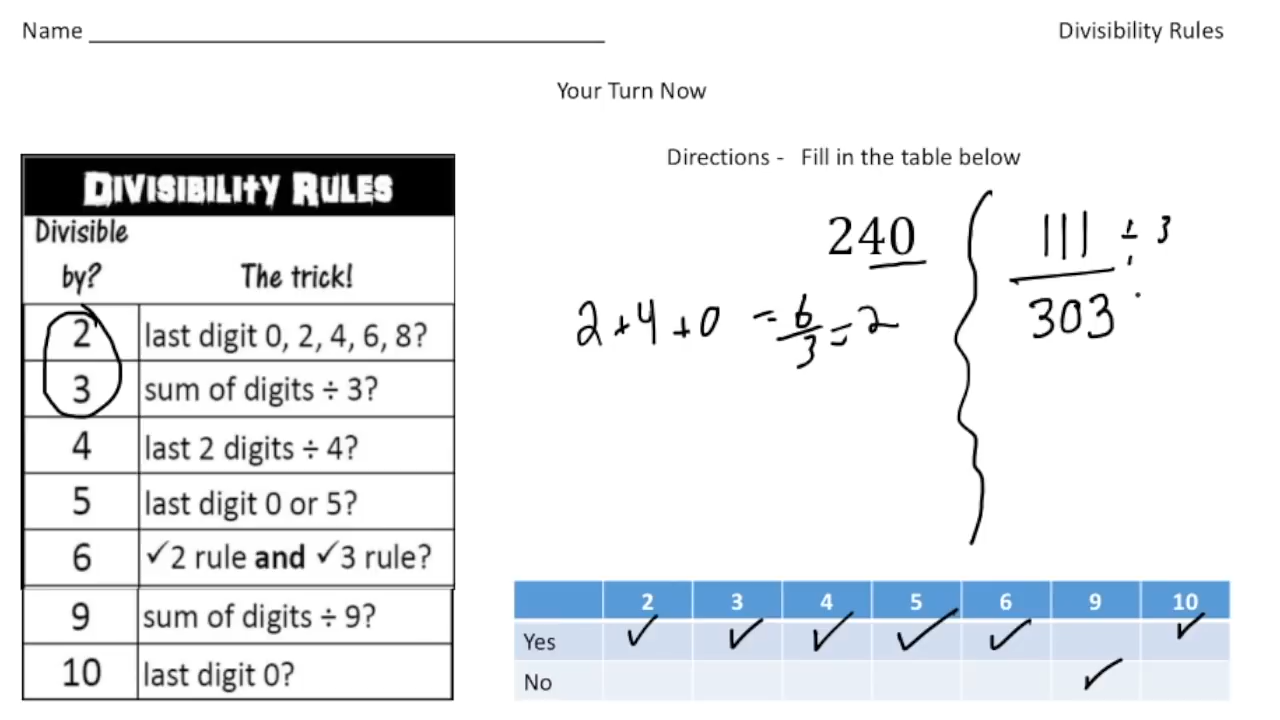 Name ________________ Divisibility Rules
Your Turn Now
Directions - Fill in the table below
DIVISIBILITY RULES
Divisible by? The trick!
2 last digit 0, 2, 4, 6, 8?
3 sum of digits ÷ 3?
4 last 2 digits ÷ 4?
5 last digit 0 or 5?
6 ✓2 rule and ✓3 rule?
9 sum of digits ÷ 9?
10 last digit 0?
240
2+4+0 = 6/3 = 2
111 ÷ 3
303
2 3 4 5 6 9 10
Yes ✓ ✓ ✓ ✓ ✓ ✓
No ✓